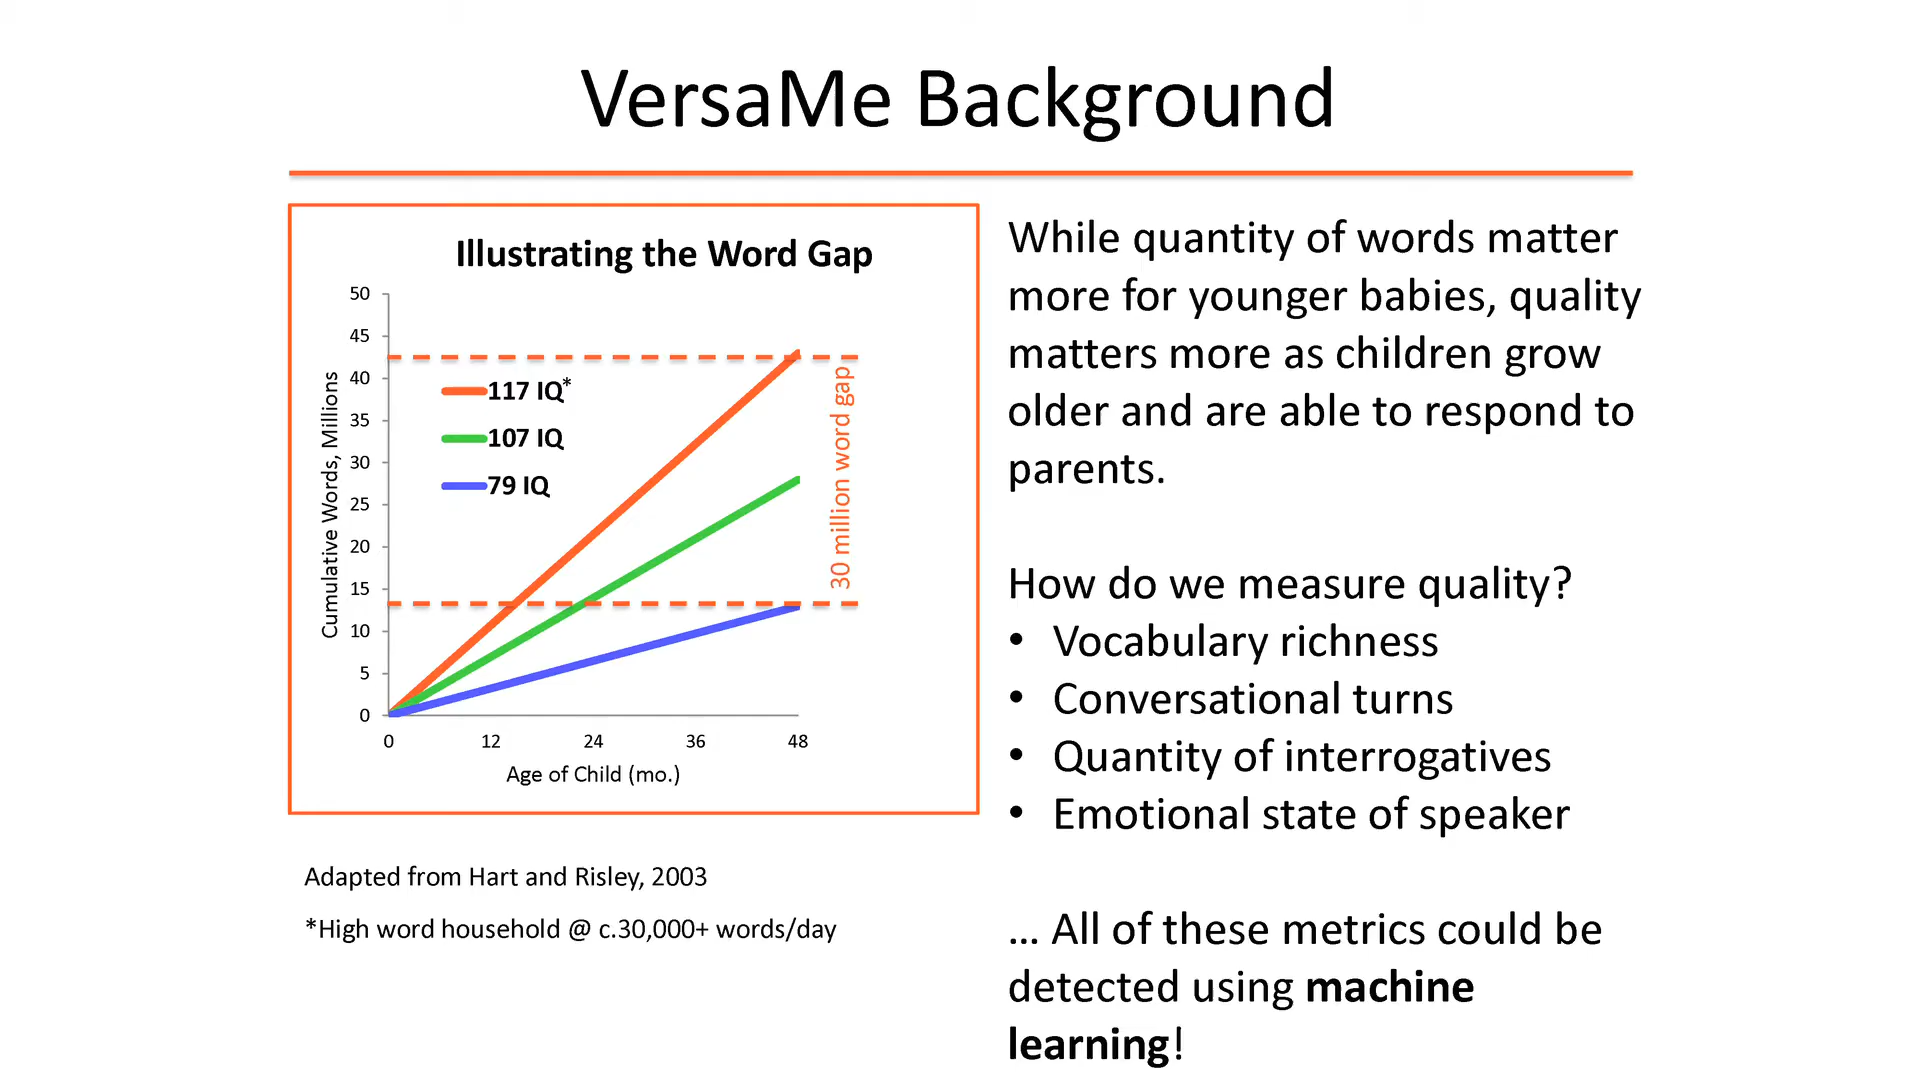 VersaMe Background
Illustrating the Word Gap
50
45
40
35
30
25
20
15
10
5
0
Cumulative Words, Millions
117 IQ*
107 IQ
79 IQ
30 million word gap
0 12 24 36 48
Age of Child (mo.)
Adapted from Hart and Risley, 2003
*High word household @ c.30,000+ words/day
While quantity of words matter
more for younger babies, quality
matters more as children grow
older and are able to respond to
parents.
How do we measure quality?
• Vocabulary richness
• Conversational turns
• Quantity of interrogatives
• Emotional state of speaker
... All of these metrics could be
detected using machine
learning!